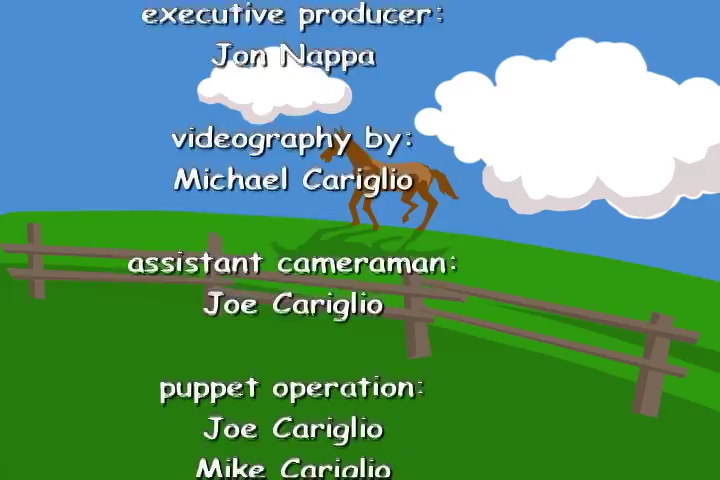 executive producer:
Jon Nappa
videography by:
Michael Cariglio
assistant cameraman:
Joe Cariglio
puppet operation:
Joe Cariglio
Mike Cariglio